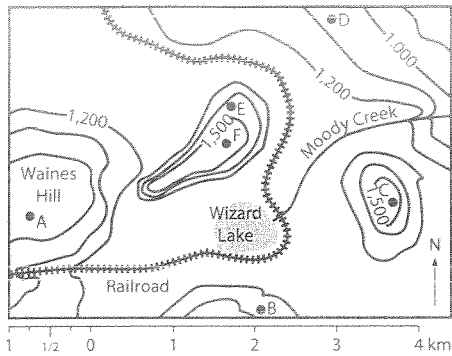 D
1,000
1,200
1,200
E
1,500
F
Moody Creek
Waines
Hill
A
C
1,500
Wizard
Lake
N
Railroad
B
1 1/2 0 1 2 3 4 km